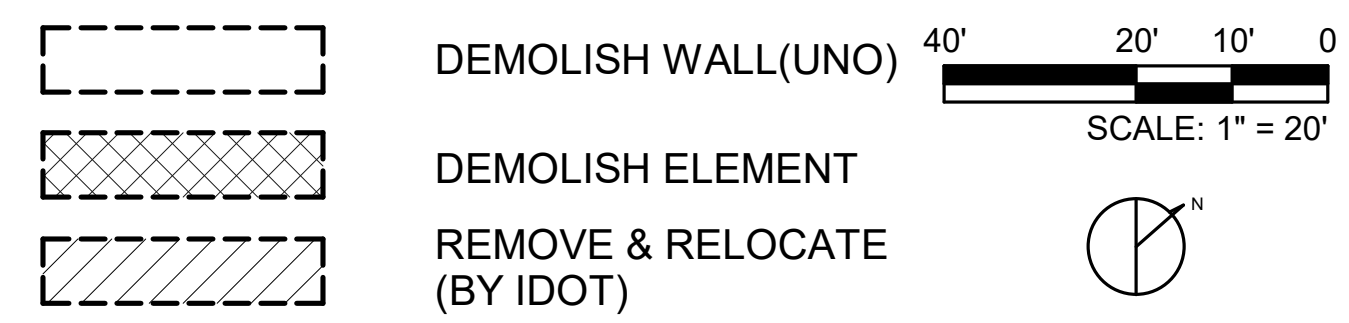 DEMOLISH WALL(UNO)
DEMOLISH ELEMENT
REMOVE & RELOCATE
(BY IDOT)
40' 20' 10' 0
SCALE: 1" = 20'
N